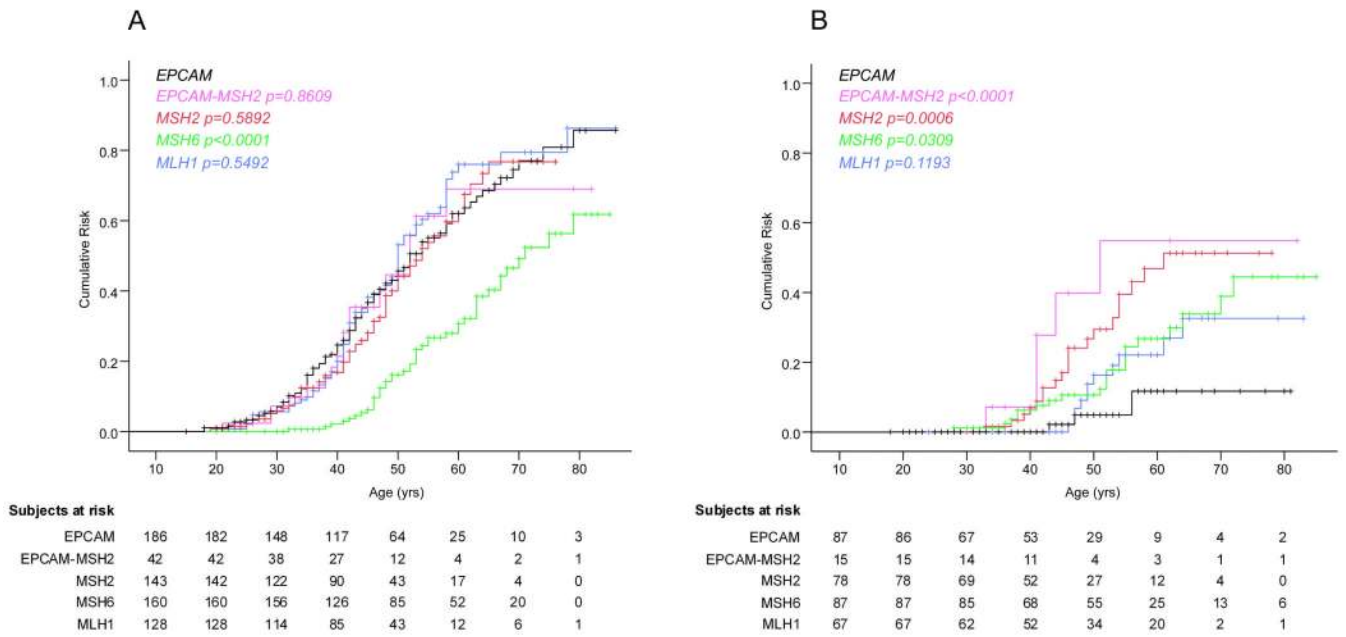 A
EPCAM
EPCAM-MSH2 p=0.8609
MSH2 p=0.5892
MSH6 p<0.0001
MLH1 p=0.5492
1.0
0.8
0.6
0.4
0.2
0.0
Cumulative Risk
10 20 30 40 50 60 70 80
Age (yrs)
Subjects at risk
EPCAM 186 182 148 117 64 25 10 3
EPCAM-MSH2 42 42 38 27 12 4 2 1
MSH2 143 142 122 90 43 17 4 0
MSH6 160 160 156 126 85 52 20 0
MLH1 128 128 114 85 43 12 6 1
B
EPCAM
EPCAM-MSH2 p<0.0001
MSH2 p=0.0006
MSH6 p=0.0309
MLH1 p=0.1193
1.0
0.8
0.6
0.4
0.2
0.0
Cumulative Risk
10 20 30 40 50 60 70 80
Age (yrs)
Subjects at risk
EPCAM 87 86 67 53 29 9 4 2
EPCAM-MSH2 15 15 14 11 4 3 1 1
MSH2 78 78 69 52 27 12 4 0
MSH6 87 87 85 68 55 25 13 6
MLH1 67 67 62 52 34 20 2 1